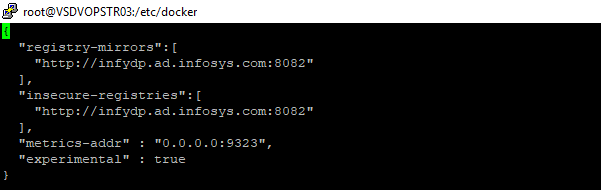 root@VSDVOPSTR03:/etc/docker
{
"registry-mirrors":[
"http://infydp.ad.infosys.com:8082"
],
"insecure-registries":[
"http://infydp.ad.infosys.com:8082"
],
"metrics-addr" : "0.0.0.0:9323",
"experimental" : true
}